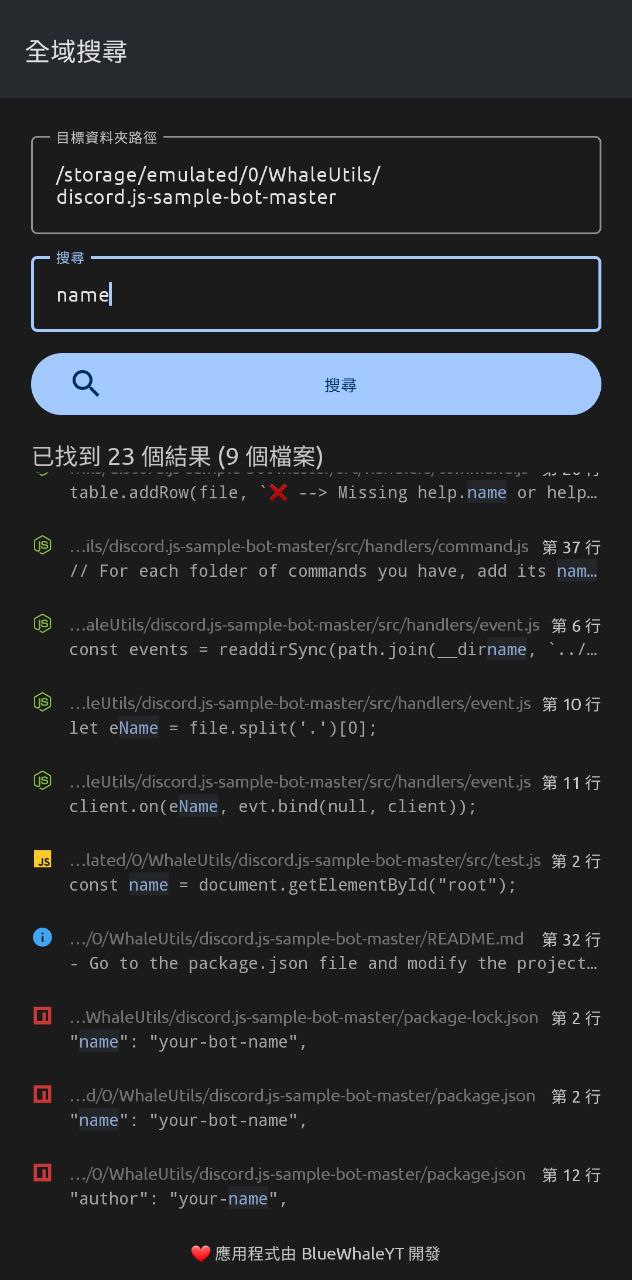 全域搜尋
目標資料夾路徑
/storage/emulated/0/WhaleUtils/
discord.js-sample-bot-master
搜尋
name
搜尋
已找到 23 個結果 (9 個檔案)
table.addRow(file, `❌ --> Missing help.name or help…
…ils/discord.js-sample-bot-master/src/handlers/command.js 第 37 行
// For each folder of commands you have, add its nam…
…aleUtils/discord.js-sample-bot-master/src/handlers/event.js 第 6 行
const events = readdirSync(path.join(__dirname, `../…
…leUtils/discord.js-sample-bot-master/src/handlers/event.js 第 10 行
let eName = file.split('.')[0];
…leUtils/discord.js-sample-bot-master/src/handlers/event.js 第 11 行
client.on(eName, evt.bind(null, client));
…lated/0/WhaleUtils/discord.js-sample-bot-master/src/test.js 第 2 行
const name = document.getElementById("root");
…/0/WhaleUtils/discord.js-sample-bot-master/README.md 第 32 行
- Go to the package.json file and modify the project…
…WhaleUtils/discord.js-sample-bot-master/package-lock.json 第 2 行
"name": "your-bot-name",
…d/0/WhaleUtils/discord.js-sample-bot-master/package.json 第 2 行
"name": "your-bot-name",
…/0/WhaleUtils/discord.js-sample-bot-master/package.json 第 12 行
"author": "your-name",
❤️ 應用程式由 BlueWhaleYT 開發